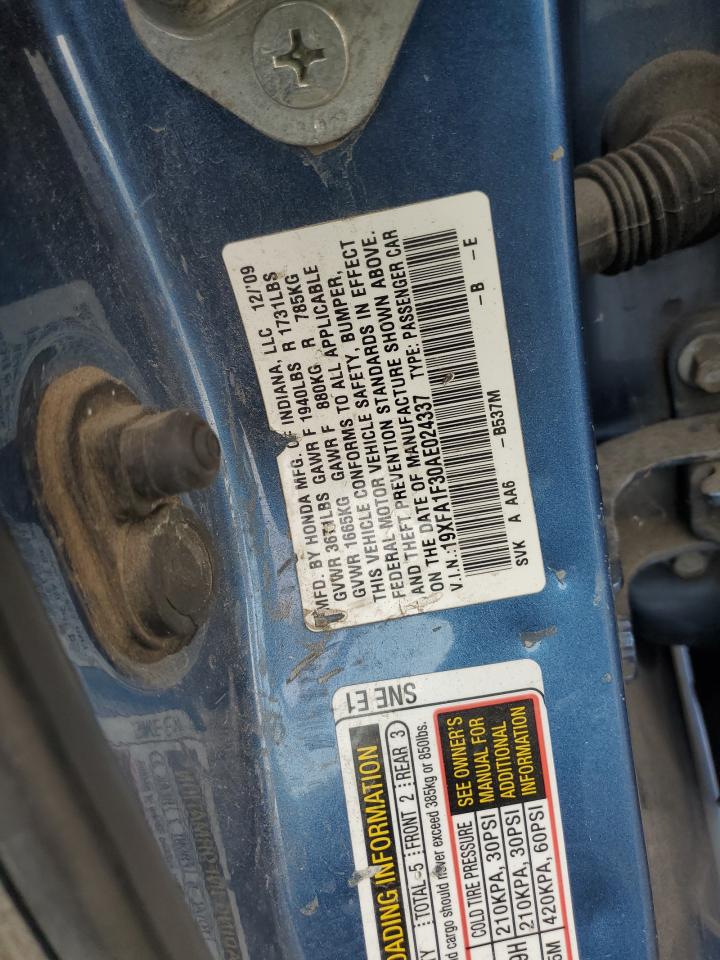 MFD. BY HONDA MFG. OF INDIANA, LLC 12/'09
GVWR 3671LBS GAWR F 1940LBS R 1731LBS
GVWR 1665KG GAWR F 880KG R 785KG
THIS VEHICLE CONFORMS TO ALL APPLICABLE
FEDERAL MOTOR VEHICLE SAFETY, BUMPER,
AND THEFT PREVENTION STANDARDS IN EFFECT
ON THE DATE OF MANUFACTURE SHOWN ABOVE.
V.I.N.:19XFA1F30AE024337 TYPE: PASSENGER CAR
SVK A AA6 -B537M -B -E
SNE E1
OADING INFORMATION
TOTAL 5 FRONT 2 REAR 3
d cargo should never exceed 385kg or 850lbs.
COLD TIRE PRESSURE
210KPA, 30PSI
9H 210KPA, 30PSI
5M 420KPA, 60PSI
SEE OWNER'S
MANUAL FOR
ADDITIONAL
INFORMATION